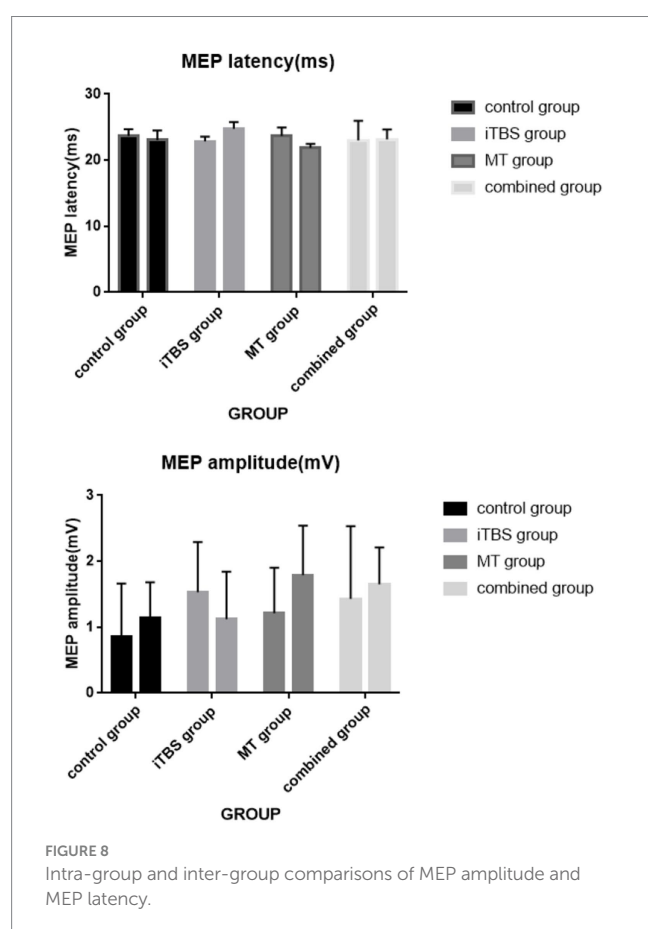 MEP latency(ms)
MEP latency(ms)
30
20
10
0
control group
iTBS group
MT group
combined group
GROUP
control group
iTBS group
MT group
combined group
MEP amplitude(mV)
MEP amplitude(mV)
3
2
1
0
control group
iTBS group
MT group
combined group
GROUP
control group
iTBS group
MT group
combined group
FIGURE 8
Intra-group and inter-group comparisons of MEP amplitude and
MEP latency.